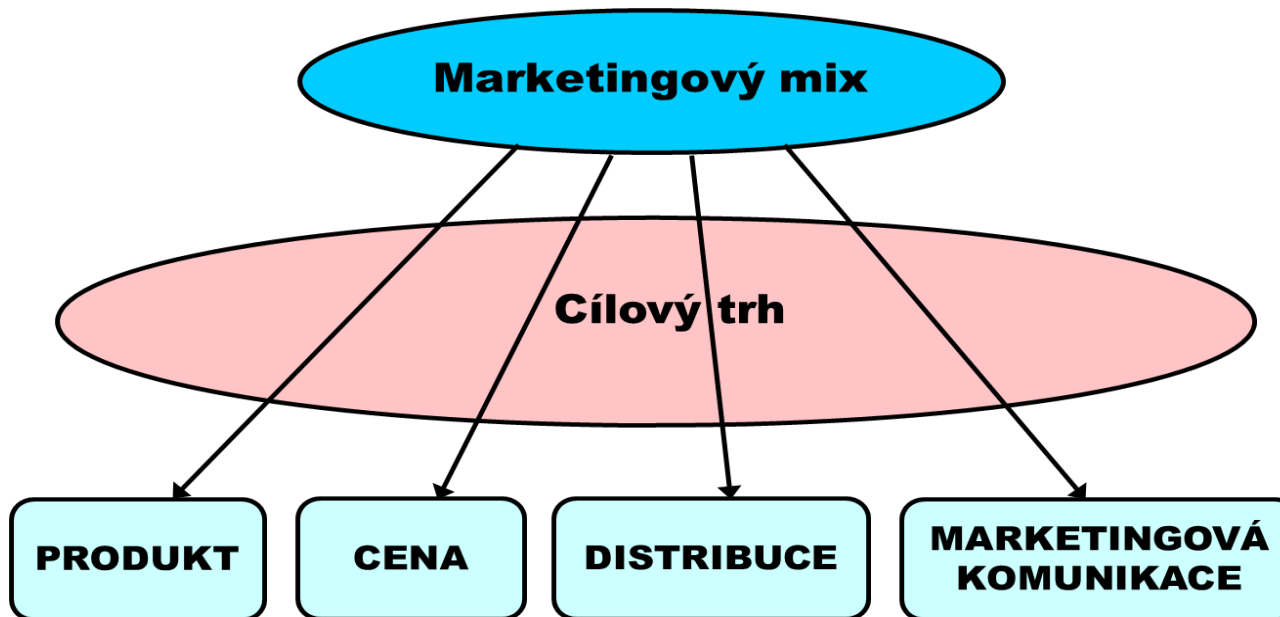 Marketingový mix
Cílový trh
PRODUKT
CENA
DISTRIBUCE
MARKETINGOVÁ
KOMUNIKACE